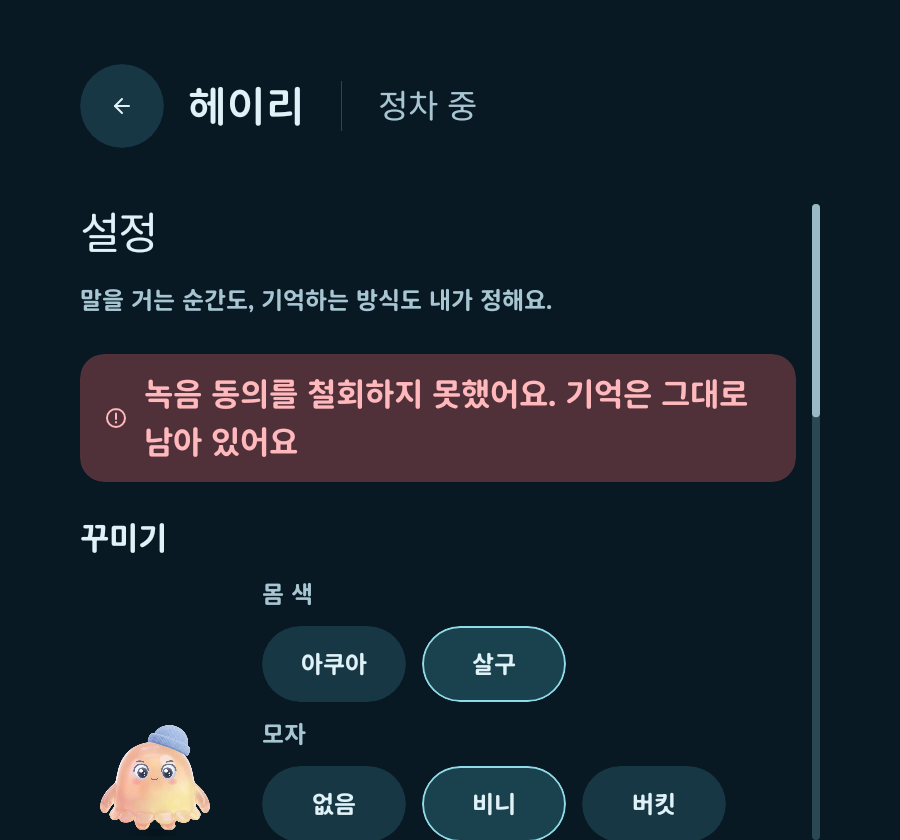 헤이리
정차 중
설정
말을 거는 순간도, 기억하는 방식도 내가 정해요.
녹음 동의를 철회하지 못했어요. 기억은 그대로
남아 있어요
꾸미기
몸 색
아쿠아
살구
모자
없음
비니
버킷